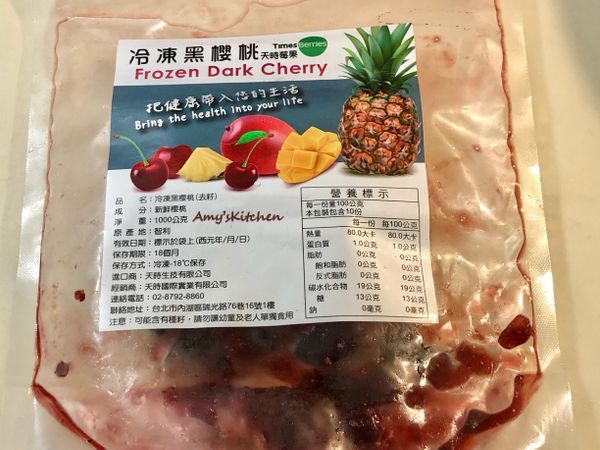 冷凍黑櫻桃
Times Berries
天時莓果
Frozen Dark Cherry
把健康帶入您的生活
Bring the health into your life
品　名：冷凍黑櫻桃(去籽)
成　分：新鮮櫻桃
淨　重：1000公克
Amy'sKitchen
原 產 地：智利
有效日期：標示於袋上(西元年/月/日)
保存期限：18個月
保存方式：冷凍-18℃保存
進口商：天時生技有限公司
經銷商：天時國際實業有限公司
連絡電話：02-8792-8860
聯絡地址：台北市內湖區瑞光路76巷16號1樓
注意：可能含有種籽，請勿讓幼童及老人單獨食用
營養標示
每一份量100公克
本包裝包含10份
每一份 每100公克
熱量 80.0大卡 80.0大卡
蛋白質 1.0公克 1.0公克
脂肪 0公克 0公克
飽和脂肪 0公克 0公克
反式脂肪 0公克 0公克
碳水化合物 19公克 19公克
糖 13公克 13公克
鈉 0毫克 0毫克